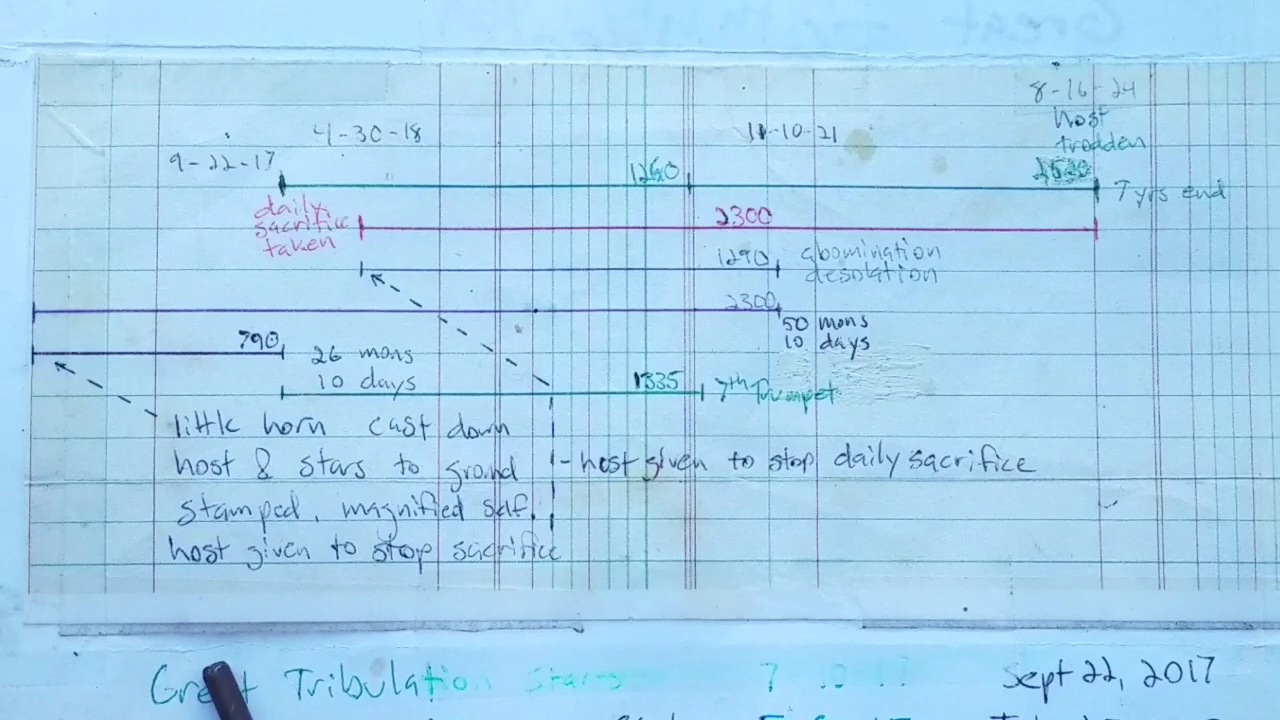 8-16-24
host
trodden
4-30-18
11-10-21
9-22-17
1260
7 yrs end
daily
sacrifice
taken
2300
1290
abomination
desolation
2300
50 mons
10 days
790
26 mons
10 days
1335
7th Trumpet
little horn cast down
host & stars to ground
stamped, magnified self.
host given to stop sacrifice
- host given to stop daily sacrifice
Great Tribulation Starts
Sept 22, 2017